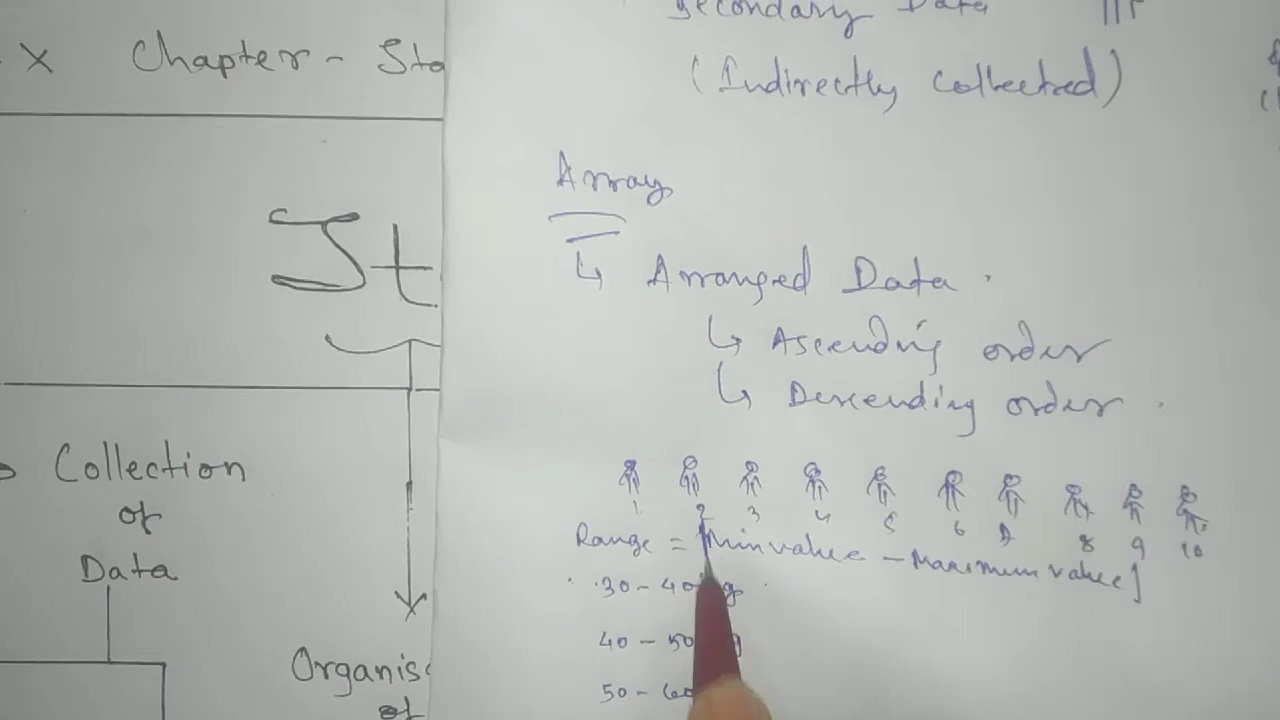 x Chapter - Sta
St
Collection
of
Data
Organis
of
Secondary Data
(Indirectly collected)
Array
↳ Arranged Data.
↳ Ascending order
↳ Descending order.
1 2 3 4 5 6 7 8 9 10
Range = [Min value - Maximum value]
30 - 40 g
40 - 50
50 - 60